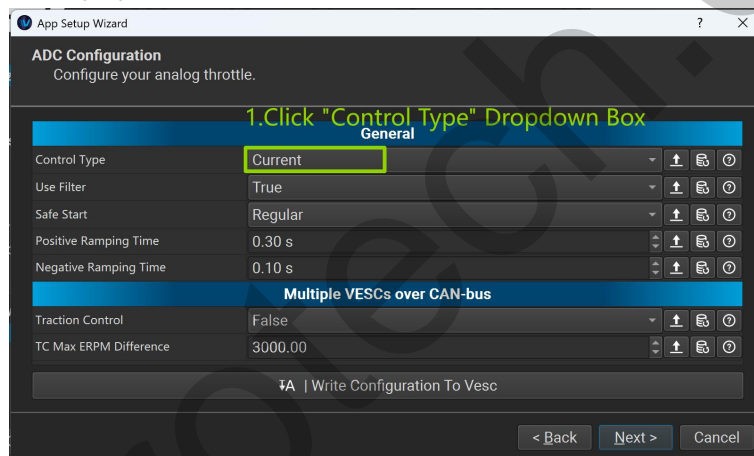 App Setup Wizard
ADC Configuration
Configure your analog throttle.
1.Click "Control Type" Dropdown Box
General
Control Type Current
Use Filter True
Safe Start Regular
Positive Ramping Time 0.30 s
Negative Ramping Time 0.10 s
Multiple VESCs over CAN-bus
Traction Control False
TC Max ERPM Difference 3000.00
A | Write Configuration To Vesc
< Back Next > Cancel